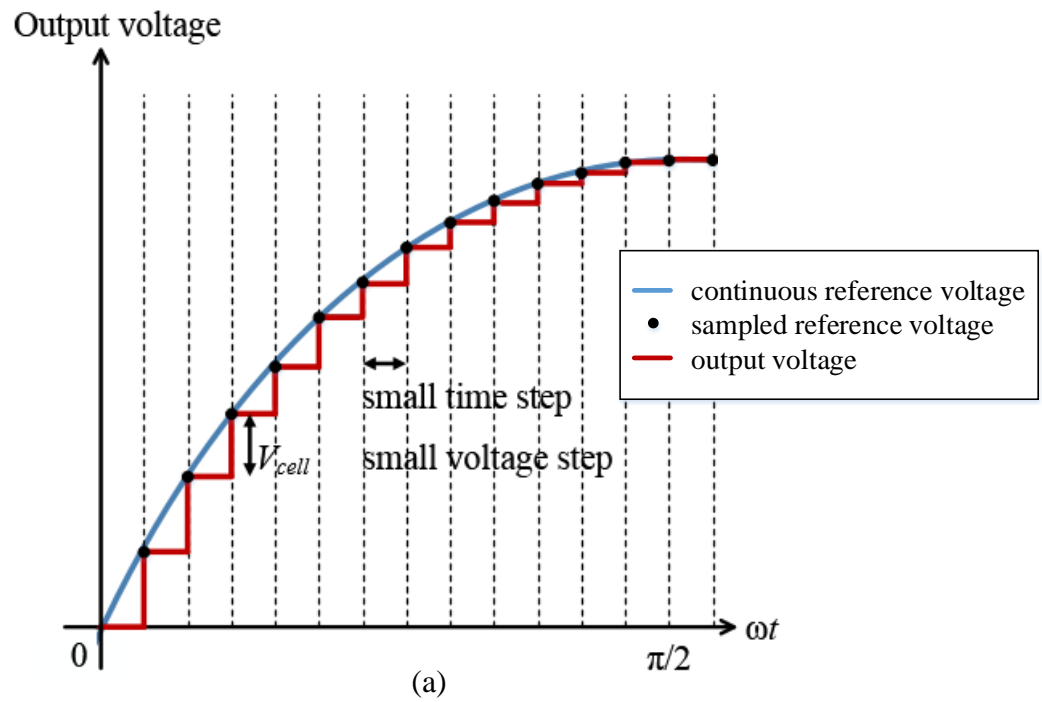 Output voltage
continuous reference voltage
sampled reference voltage
output voltage
small time step
V_cell
small voltage step
ωt
0
π/2
(a)